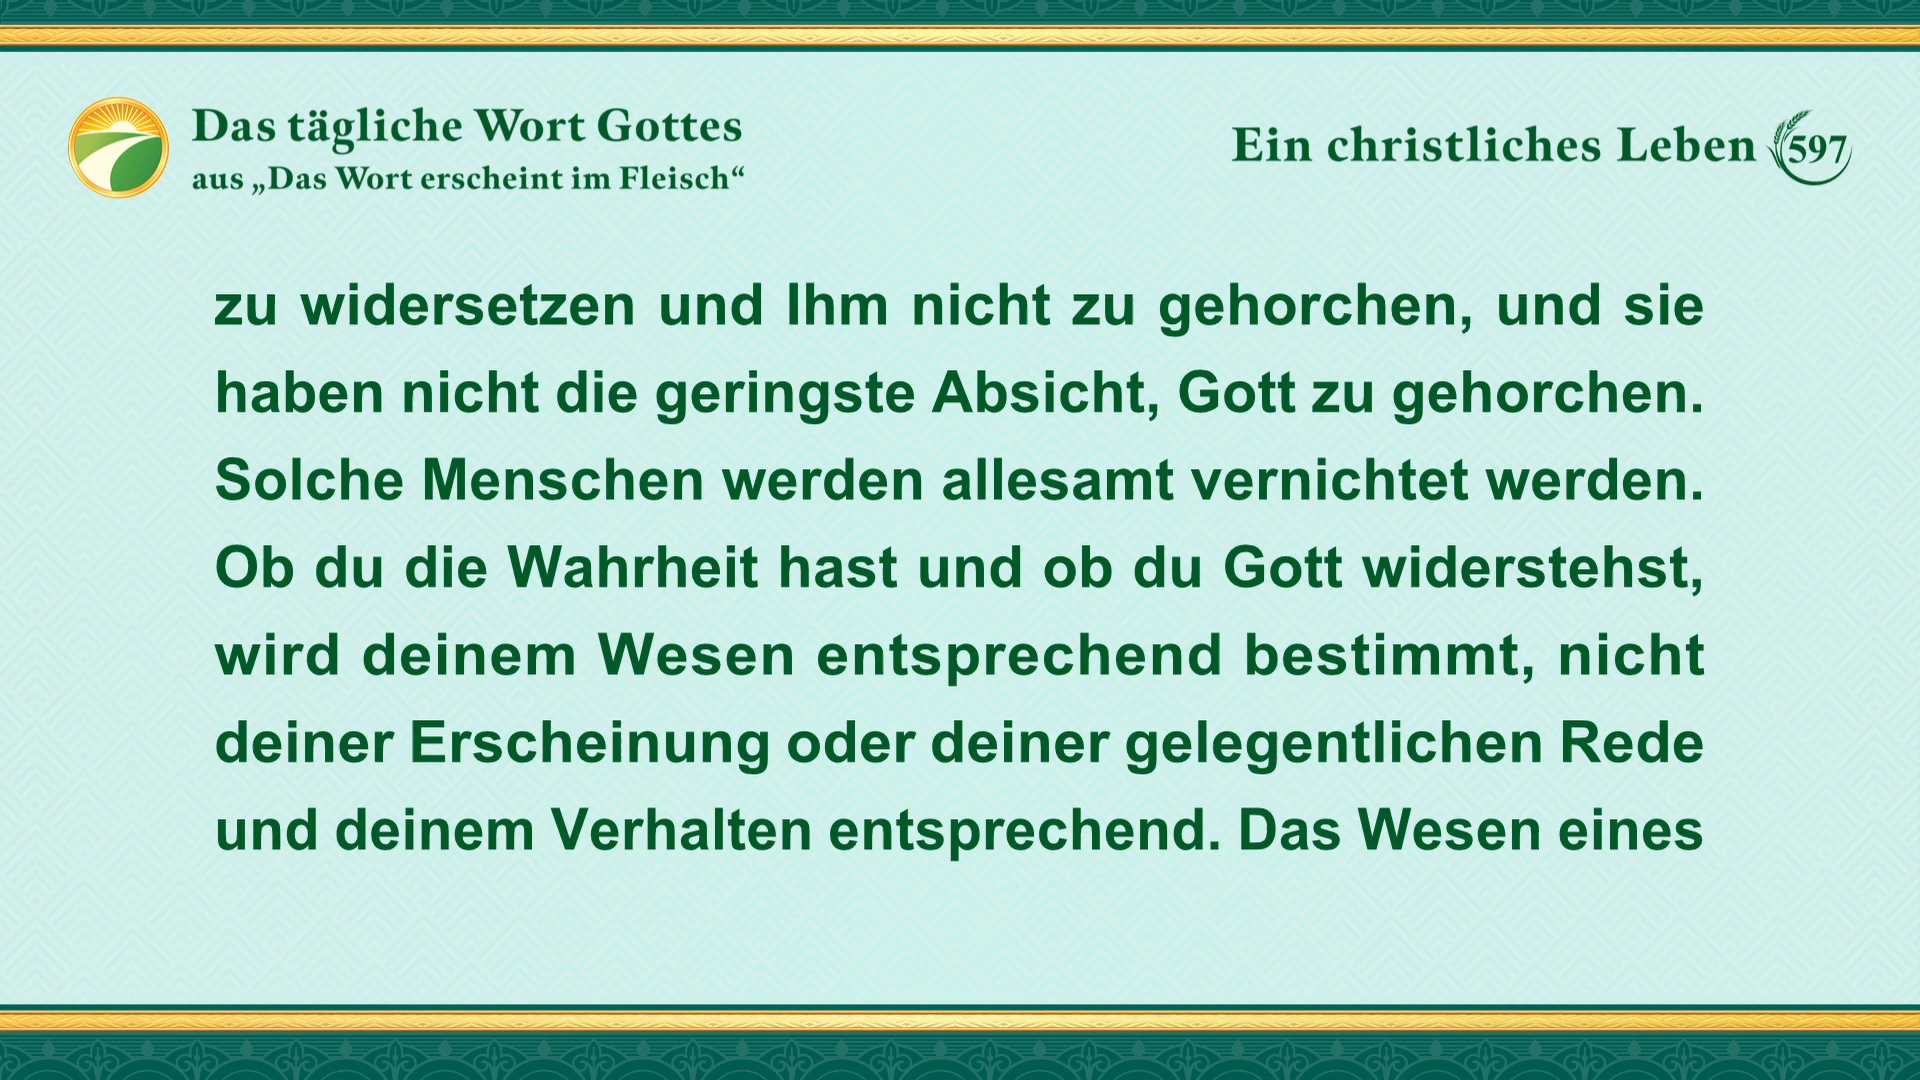 Das tägliche Wort Gottes
aus „Das Wort erscheint im Fleisch“
Ein christliches Leben 597
zu widersetzen und Ihm nicht zu gehorchen, und sie
haben nicht die geringste Absicht, Gott zu gehorchen.
Solche Menschen werden allesamt vernichtet werden.
Ob du die Wahrheit hast und ob du Gott widerstehst,
wird deinem Wesen entsprechend bestimmt, nicht
deiner Erscheinung oder deiner gelegentlichen Rede
und deinem Verhalten entsprechend. Das Wesen eines